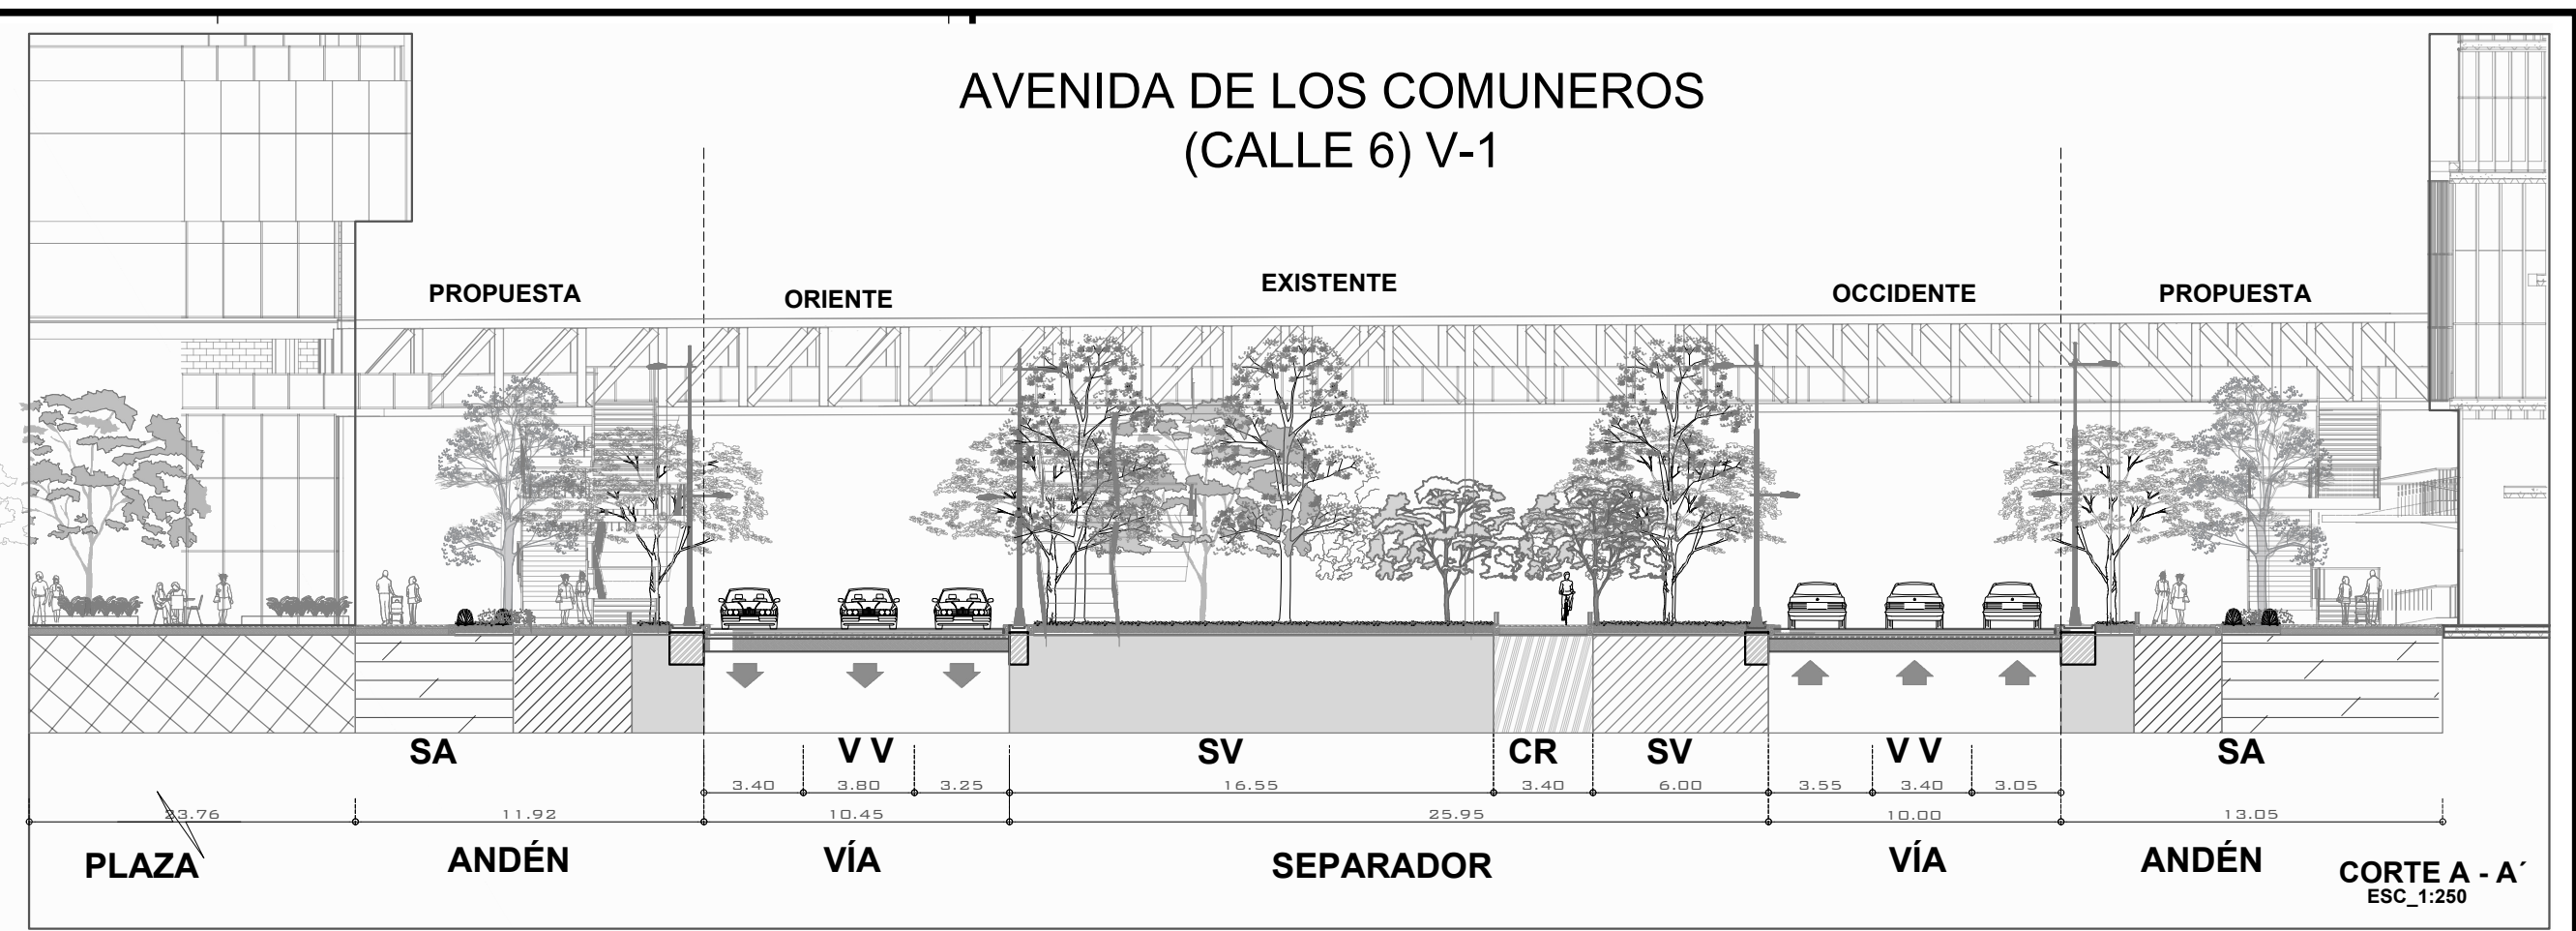 AVENIDA DE LOS COMUNEROS
(CALLE 6) V-1
PROPUESTA
ORIENTE
EXISTENTE
OCCIDENTE
PROPUESTA
SA
V V
SV
CR
SV
V V
SA
3.40
3.80
3.25
16.55
3.40
6.00
3.55
3.40
3.05
23.76
11.92
10.45
25.95
10.00
13.05
PLAZA
ANDÉN
VÍA
SEPARADOR
VÍA
ANDÉN
CORTE A - A´
ESC_1:250